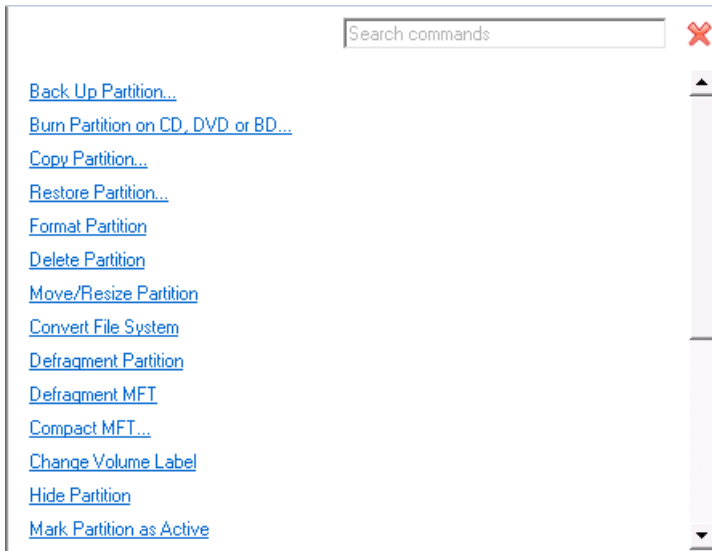 Search commands
Back Up Partition...
Burn Partition on CD, DVD or BD...
Copy Partition...
Restore Partition...
Format Partition
Delete Partition
Move/Resize Partition
Convert File System
Defragment Partition
Defragment MFT
Compact MFT...
Change Volume Label
Hide Partition
Mark Partition as Active